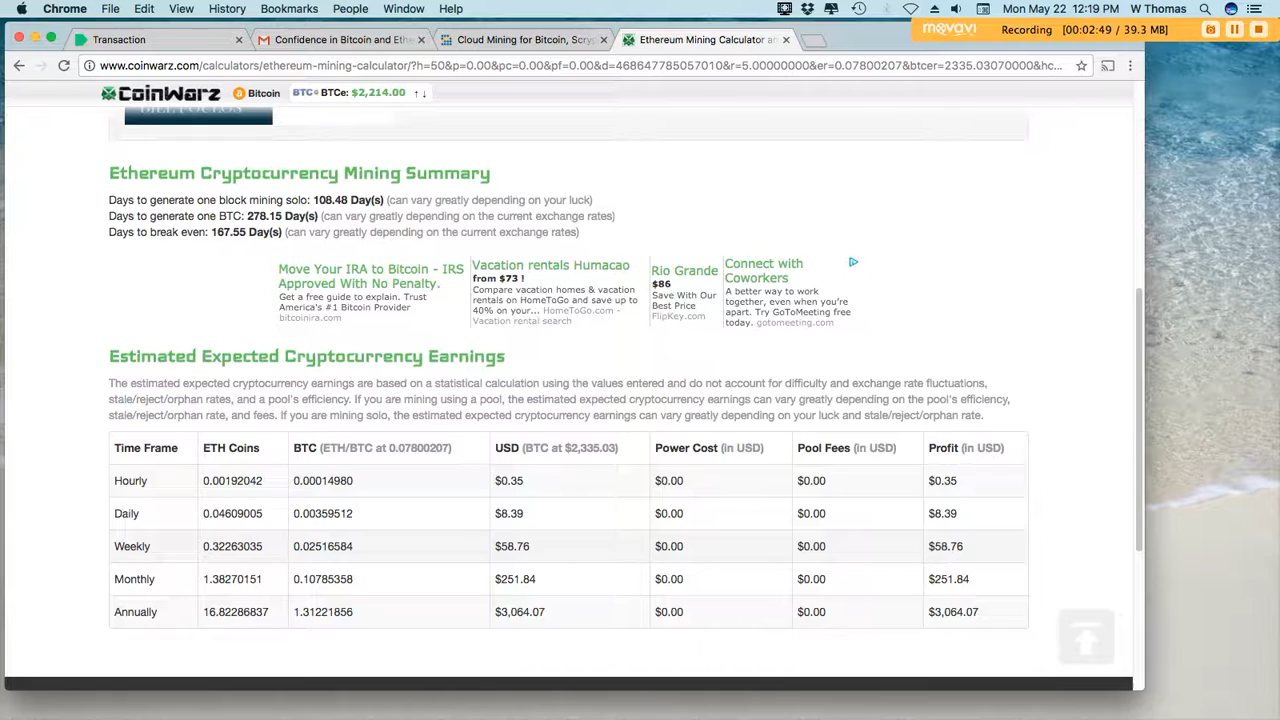 Chrome File Edit View History Bookmarks People Window Help Mon May 22 12:19 PM W Thomas
movavi Recording [00:02:49 / 39.3 MB]
Transaction × Confidence in Bitcoin and Ethe × Cloud Mining for Bitcoin, Scryp × Ethereum Mining Calculator an ×
www.coinwarz.com/calculators/ethereum-mining-calculator/?h=50&p=0.00&pc=0.00&pf=0.00&d=468647785057010&r=5.00000000&er=0.07800207&btcer=2335.03070000&hc...
CoinWarz Bitcoin BTC BTCe: $2,214.00 ↑ ↓
Ethereum Cryptocurrency Mining Summary
Days to generate one block mining solo: 108.48 Day(s) (can vary greatly depending on your luck)
Days to generate one BTC: 278.15 Day(s) (can vary greatly depending on the current exchange rates)
Days to break even: 167.55 Day(s) (can vary greatly depending on the current exchange rates)
Move Your IRA to Bitcoin - IRS
Approved With No Penalty.
Get a free guide to explain. Trust
America's #1 Bitcoin Provider
bitcoinira.com
Vacation rentals Humacao
from $73 !
Compare vacation homes & vacation
rentals on HomeToGo and save up to
40% on your... HomeToGo.com -
Vacation rental search
Rio Grande
$86
Save With Our
Best Price
FlipKey.com
Connect with
Coworkers
A better way to work
together, even when you're
apart. Try GoToMeeting free
today. gotomeeting.com
Estimated Expected Cryptocurrency Earnings
The estimated expected cryptocurrency earnings are based on a statistical calculation using the values entered and do not account for difficulty and exchange rate fluctuations,
stale/reject/orphan rates, and a pool's efficiency. If you are mining using a pool, the estimated expected cryptocurrency earnings can vary greatly depending on the pool's efficiency,
stale/reject/orphan rate, and fees. If you are mining solo, the estimated expected cryptocurrency earnings can vary greatly depending on your luck and stale/reject/orphan rate.
Time Frame ETH Coins BTC (ETH/BTC at 0.07800207) USD (BTC at $2,335.03) Power Cost (in USD) Pool Fees (in USD) Profit (in USD)
Hourly 0.00192042 0.00014980 $0.35 $0.00 $0.00 $0.35
Daily 0.04609005 0.00359512 $8.39 $0.00 $0.00 $8.39
Weekly 0.32263035 0.02516584 $58.76 $0.00 $0.00 $58.76
Monthly 1.38270151 0.10785358 $251.84 $0.00 $0.00 $251.84
Annually 16.82286837 1.31221856 $3,064.07 $0.00 $0.00 $3,064.07